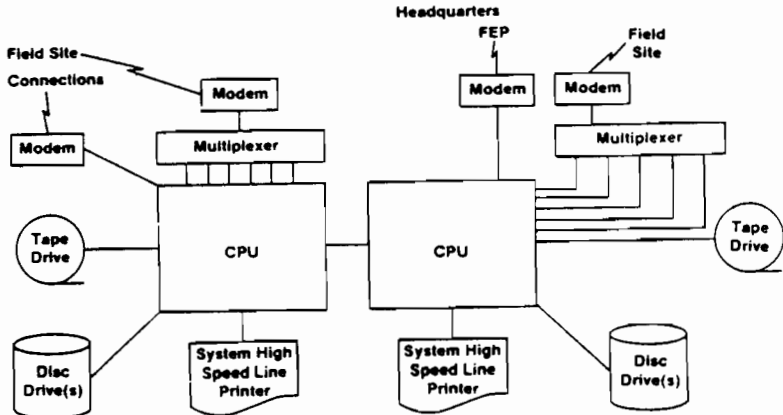 Headquarters
FEP
Field
Site
Field Site
Connections
Modem
Modem
Modem
Modem
Multiplexer
Multiplexer
Tape
Drive
CPU
CPU
Tape
Drive
Disc
Drive(s)
System High
Speed Line
Printer
System High
Speed Line
Printer
Disc
Drive(s)